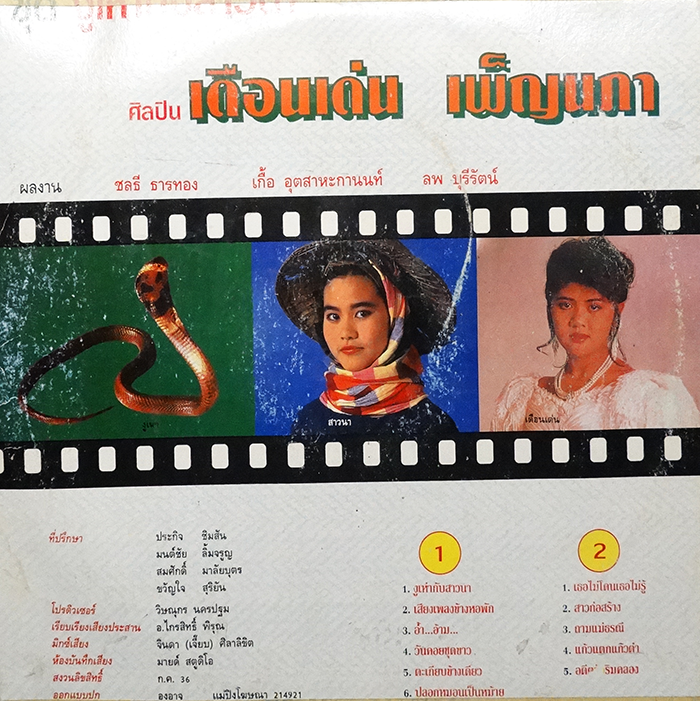 ศิลปิน เดือนเด่น เพ็ญนภา
ผลงาน ชลธี ธารทอง เกื้อ อุตสาหะกานนท์ ลพ บุรีรัตน์
งูเห่า
สาวนา
เดือนเด่น
ที่ปรึกษา ประกิจ ชิมสัน
มนต์ชัย ลิ้มจรูญ
สมศักดิ์ มาลัยบุตร
ขวัญใจ สุริยัน
โปรดิวเซอร์ วิษณุกร นครปฐม
เรียบเรียงเสียงประสาน อ.ไกรสิทธิ์ พิรุณ
มิกซ์เสียง จินดา (เจี๊ยบ) ศิลาลิขิต
ห้องบันทึกเสียง มายด์ สตูดิโอ
สงวนลิขสิทธิ์ ก.ค. 36
ออกแบบปก องอาจ แม่ปิงโฆษณา 214921
1
1. งูเห่ากับสาวนา
2. เสียงเพลงข้างหอพัก
3. อ้ำ...อ้าม...
4. วันคอยชุดขาว
5. ตะเกียบข้างเดียว
6. ปลอกหมอนเป็นหม้าย
2
1. เธอไม่โดนเธอไม่รู้
2. สาวก่อสร้าง
3. ถามแม่ธรณี
4. แก้วแตกแก้วตำ
5. ริมคลอง